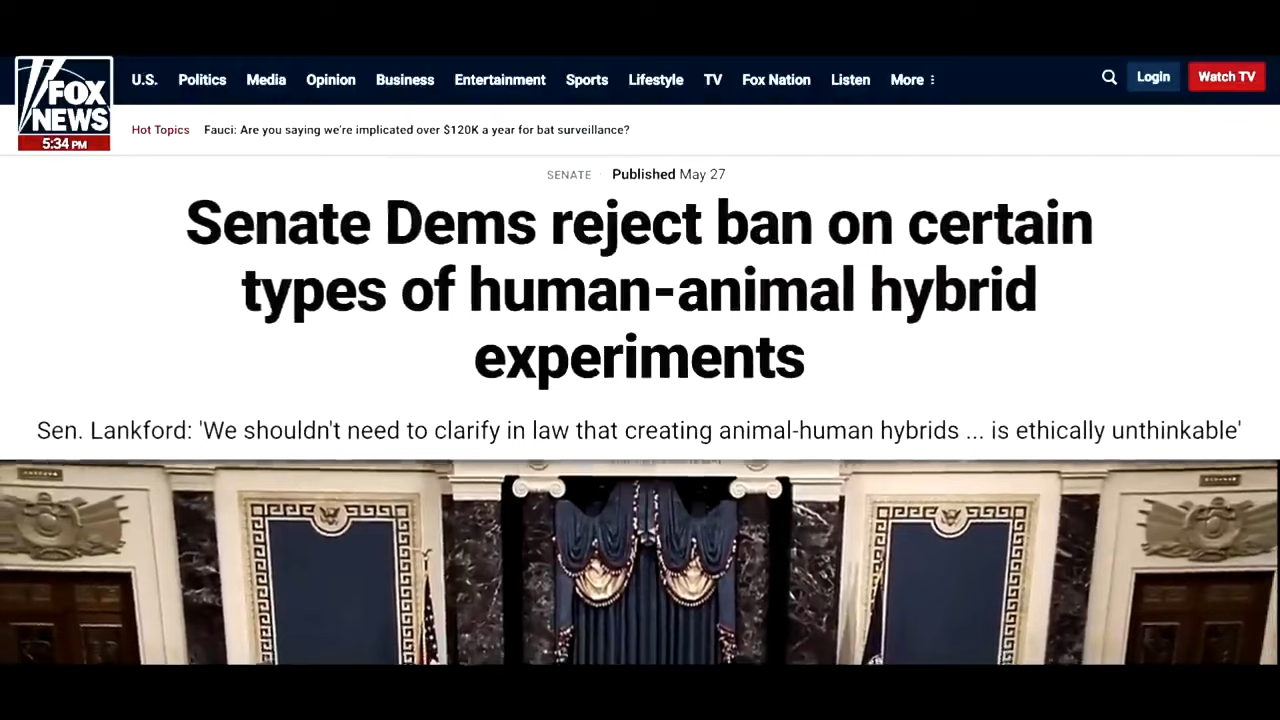 U.S. Politics Media Opinion Business Entertainment Sports Lifestyle TV Fox Nation Listen More Login Watch TV
FOX
NEWS
5:34 PM
Hot Topics Fauci: Are you saying we're implicated over $120K a year for bat surveillance?
SENATE · Published May 27
Senate Dems reject ban on certain
types of human-animal hybrid
experiments
Sen. Lankford: 'We shouldn't need to clarify in law that creating animal-human hybrids ... is ethically unthinkable'